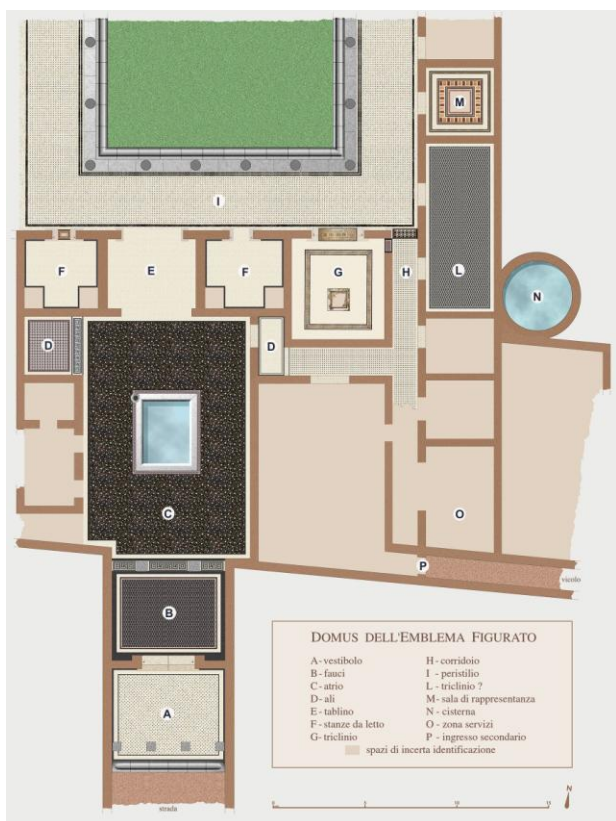 M
I
F
E
F
G
H
L
N
D
D
C
O
P
vicolo
B
A
strada
DOMUS DELL'EMBLEMA FIGURATO
A - vestibolo
B - fauci
C - atrio
D - ali
E - tablino
F - stanze da letto
G - triclinio
H - corridoio
I - peristilio
L - triclinio ?
M - sala di rappresentanza
N - cisterna
O - zona servizi
P - ingresso secondario
spazi di incerta identificazione
N